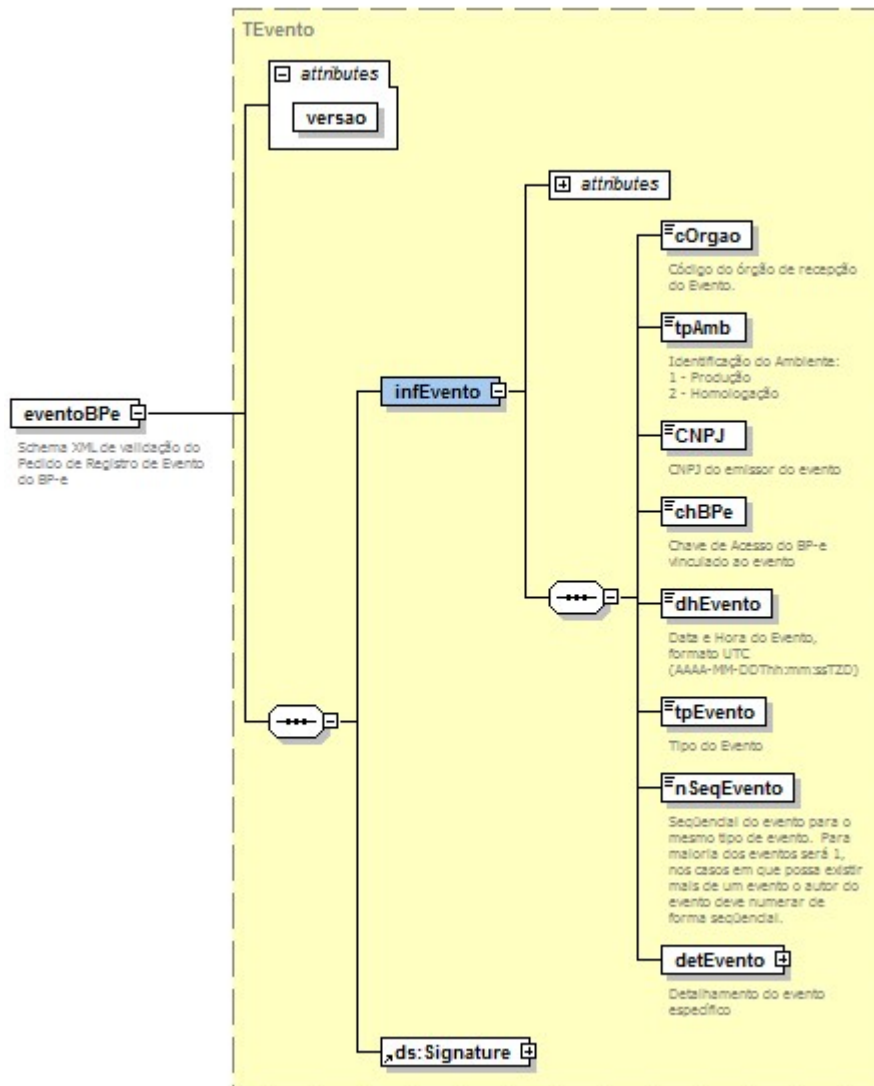 TEvento
attributes
versao
attributes
cOrgao
Código do órgão de recepção
do Evento.
tpAmb
Identificação do Ambiente:
1 - Produção
2 - Homologação
infEvento
eventoBPe
Schema XML de validação do
Pedido de Registro de Evento
do BP-e
CNPJ
CNPJ do emissor do evento
chBPe
Chave de Acesso do BP-e
vinculado ao evento
dhEvento
Data e Hora do Evento,
formato UTC
(AAAA-MM-DDThh:mm:ssTZD)
tpEvento
Tipo do Evento
nSeqEvento
Seqüencial do evento para o
mesmo tipo de evento. Para
maioria dos eventos será 1,
nos casos em que possa existir
mais de um evento o autor do
evento deve numerar de
forma seqüencial.
detEvento
Detalhamento do evento
específico
ds:Signature